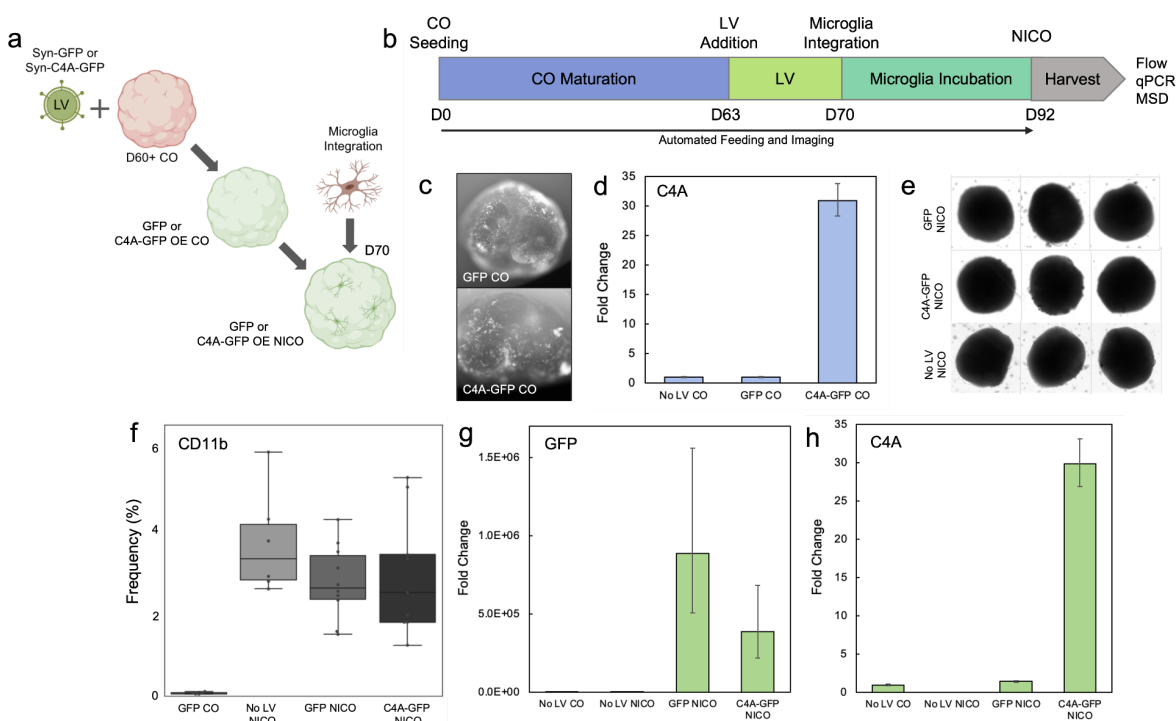 a
Syn-GFP or
Syn-C4A-GFP
LV
D60+ CO
Microglia
Integration
GFP or
C4A-GFP OE CO
D70
GFP or
C4A-GFP OE NICO
b
CO
Seeding
LV
Addition
Microglia
Integration
NICO
CO Maturation
LV
Microglia Incubation
Harvest
Flow
qPCR
MSD
D0
D63
D70
D92
Automated Feeding and Imaging
c
GFP CO
C4A-GFP CO
d
C4A
Fold Change
35
30
25
20
15
10
5
0
No LV CO
GFP CO
C4A-GFP CO
e
GFP
NICO
C4A-GFP
NICO
No LV
NICO
f
CD11b
Frequency (%)
6
4
2
0
GFP CO
No LV
NICO
GFP NICO
C4A-GFP
NICO
g
GFP
Fold Change
1.5E+06
1.0E+06
5.0E+05
0.0E+00
No LV CO
No LV NICO
GFP NICO
C4A-GFP
NICO
h
C4A
Fold Change
35
30
25
20
15
10
5
0
No LV CO
No LV NICO
GFP NICO
C4A-GFP
NICO